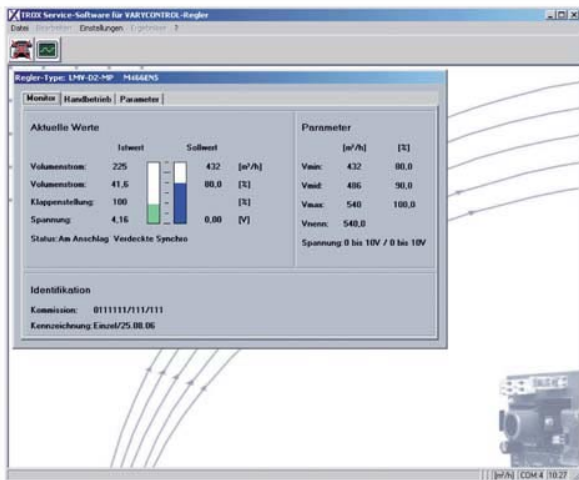 TROX Service-Software für VARYCONTROL-Regler
Datei Bearbeiten Einstellungen Ergebnisse ?
Regler-Type: LMV-D2-MP M466EN5
Monitor Handbetrieb Parameter
Aktuelle Werte
Istwert Sollwert
Volumenstrom: 225 432 [m³/h]
Volumenstrom: 41,6 80,0 [%]
Klappenstellung: 100 [%]
Spannung: 4,16 0,00 [V]
Status: Am Anschlag Verdeckte Synchro
Parameter
[m³/h] [%]
Vmin: 432 80,0
Vmid: 486 90,0
Vmax: 540 100,0
Vnenn: 540,0
Spannung 0 bis 10V / 0 bis 10V
Identifikation
Kommission: 0111111/111/111
Kennzeichnung: Einzel/25.08.06
[m³/h] COM:4 10:27